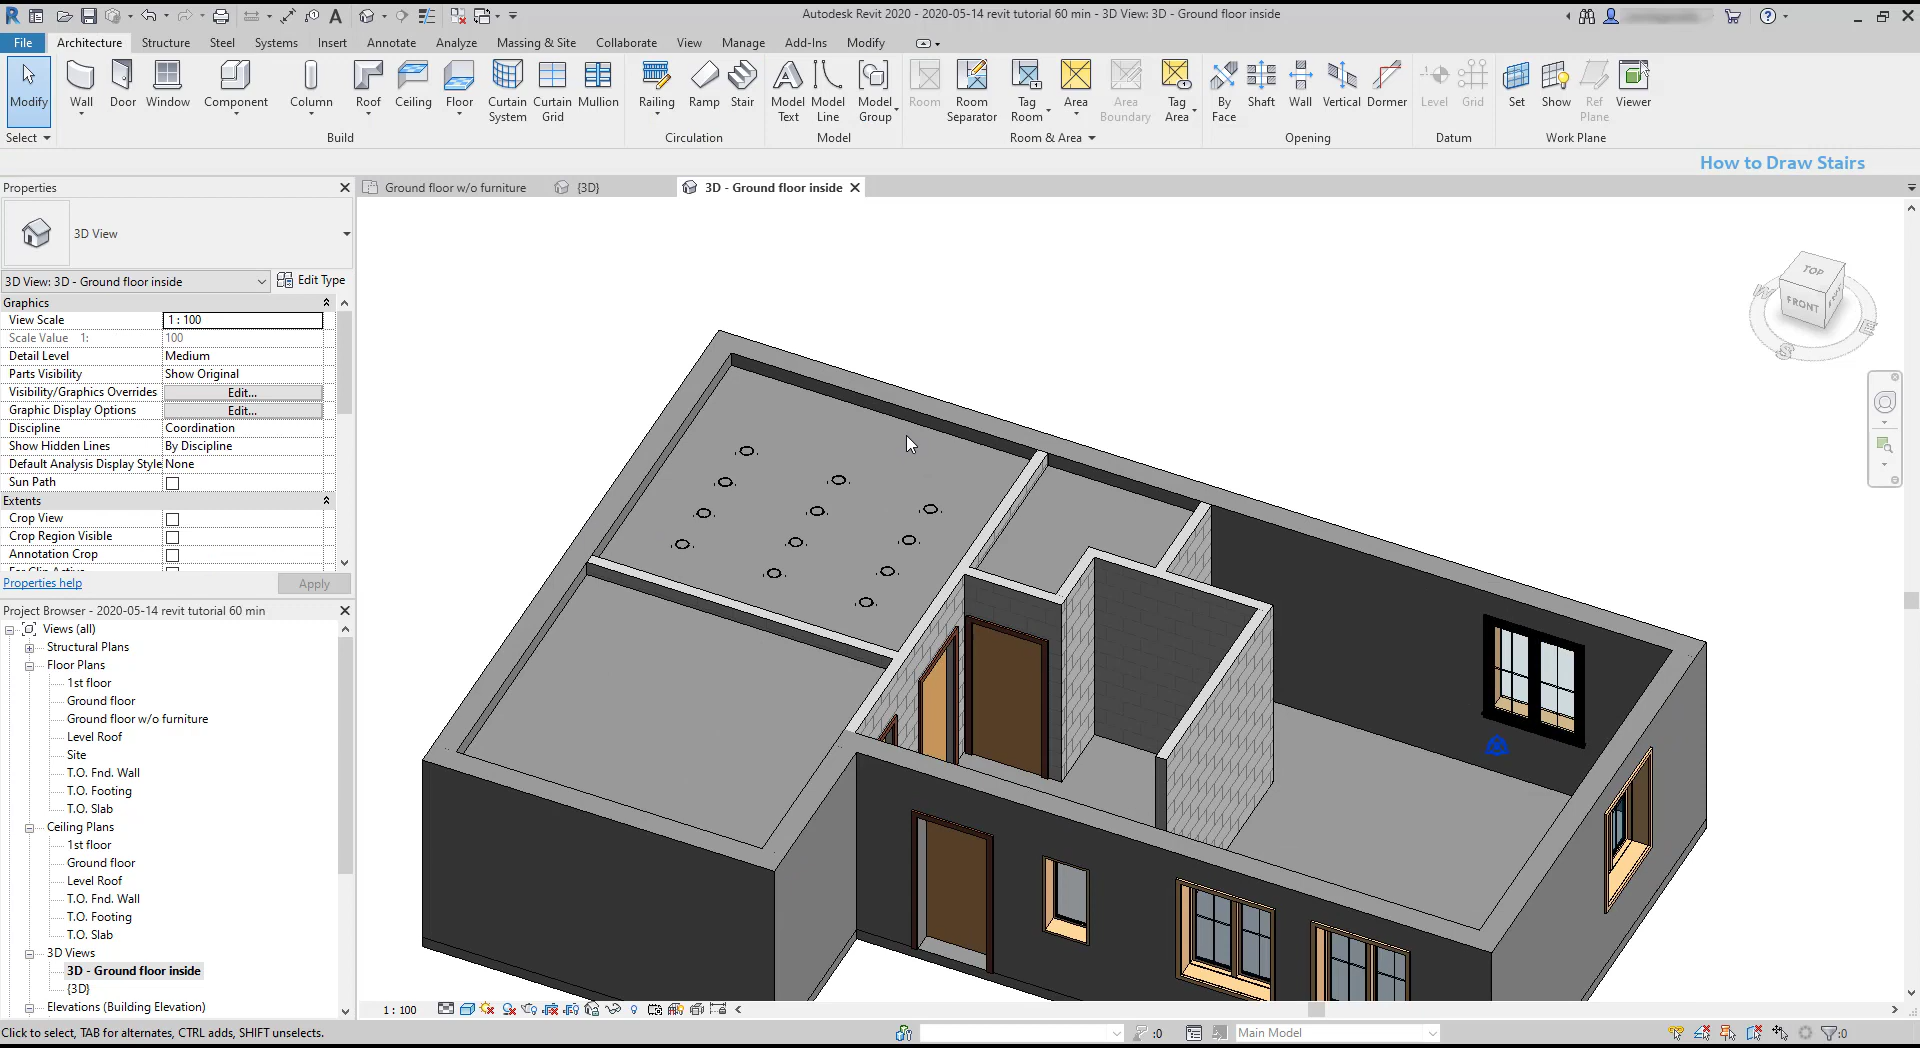 Autodesk Revit 2020 - 2020-05-14 revit tutorial 60 min - 3D View: 3D - Ground floor inside
File Architecture Structure Steel Systems Insert Annotate Analyze Massing & Site Collaborate View Manage Add-Ins Modify
Modify Wall Door Window Component Column Roof Ceiling Floor Curtain System Curtain Grid Mullion Railing Ramp Stair Model Text Model Line Model Group Room Room Separator Tag Room Area Area Boundary Tag Area By Face Shaft Wall Vertical Dormer Level Grid Set Show Ref Plane Viewer
Select Build Circulation Model Room & Area Opening Datum Work Plane
How to Draw Stairs
Properties
Ground floor w/o furniture {3D} 3D - Ground floor inside
3D View
3D View: 3D - Ground floor inside Edit Type
Graphics
View Scale 1 : 100
Scale Value 1: 100
Detail Level Medium
Parts Visibility Show Original
Visibility/Graphics Overrides Edit...
Graphic Display Options Edit...
Discipline Coordination
Show Hidden Lines By Discipline
Default Analysis Display Style None
Sun Path
Extents
Crop View
Crop Region Visible
Annotation Crop
Properties help Apply
Project Browser - 2020-05-14 revit tutorial 60 min
Views (all)
Structural Plans
Floor Plans
1st floor
Ground floor
Ground floor w/o furniture
Level Roof
Site
T.O. Fnd. Wall
T.O. Footing
T.O. Slab
Ceiling Plans
1st floor
Ground floor
Level Roof
T.O. Fnd. Wall
T.O. Footing
T.O. Slab
3D Views
3D - Ground floor inside
{3D}
Elevations (Building Elevation)
TOP
FRONT
W
E
S
1 : 100
Click to select, TAB for alternates, CTRL adds, SHIFT unselects.
:0
Main Model
:0